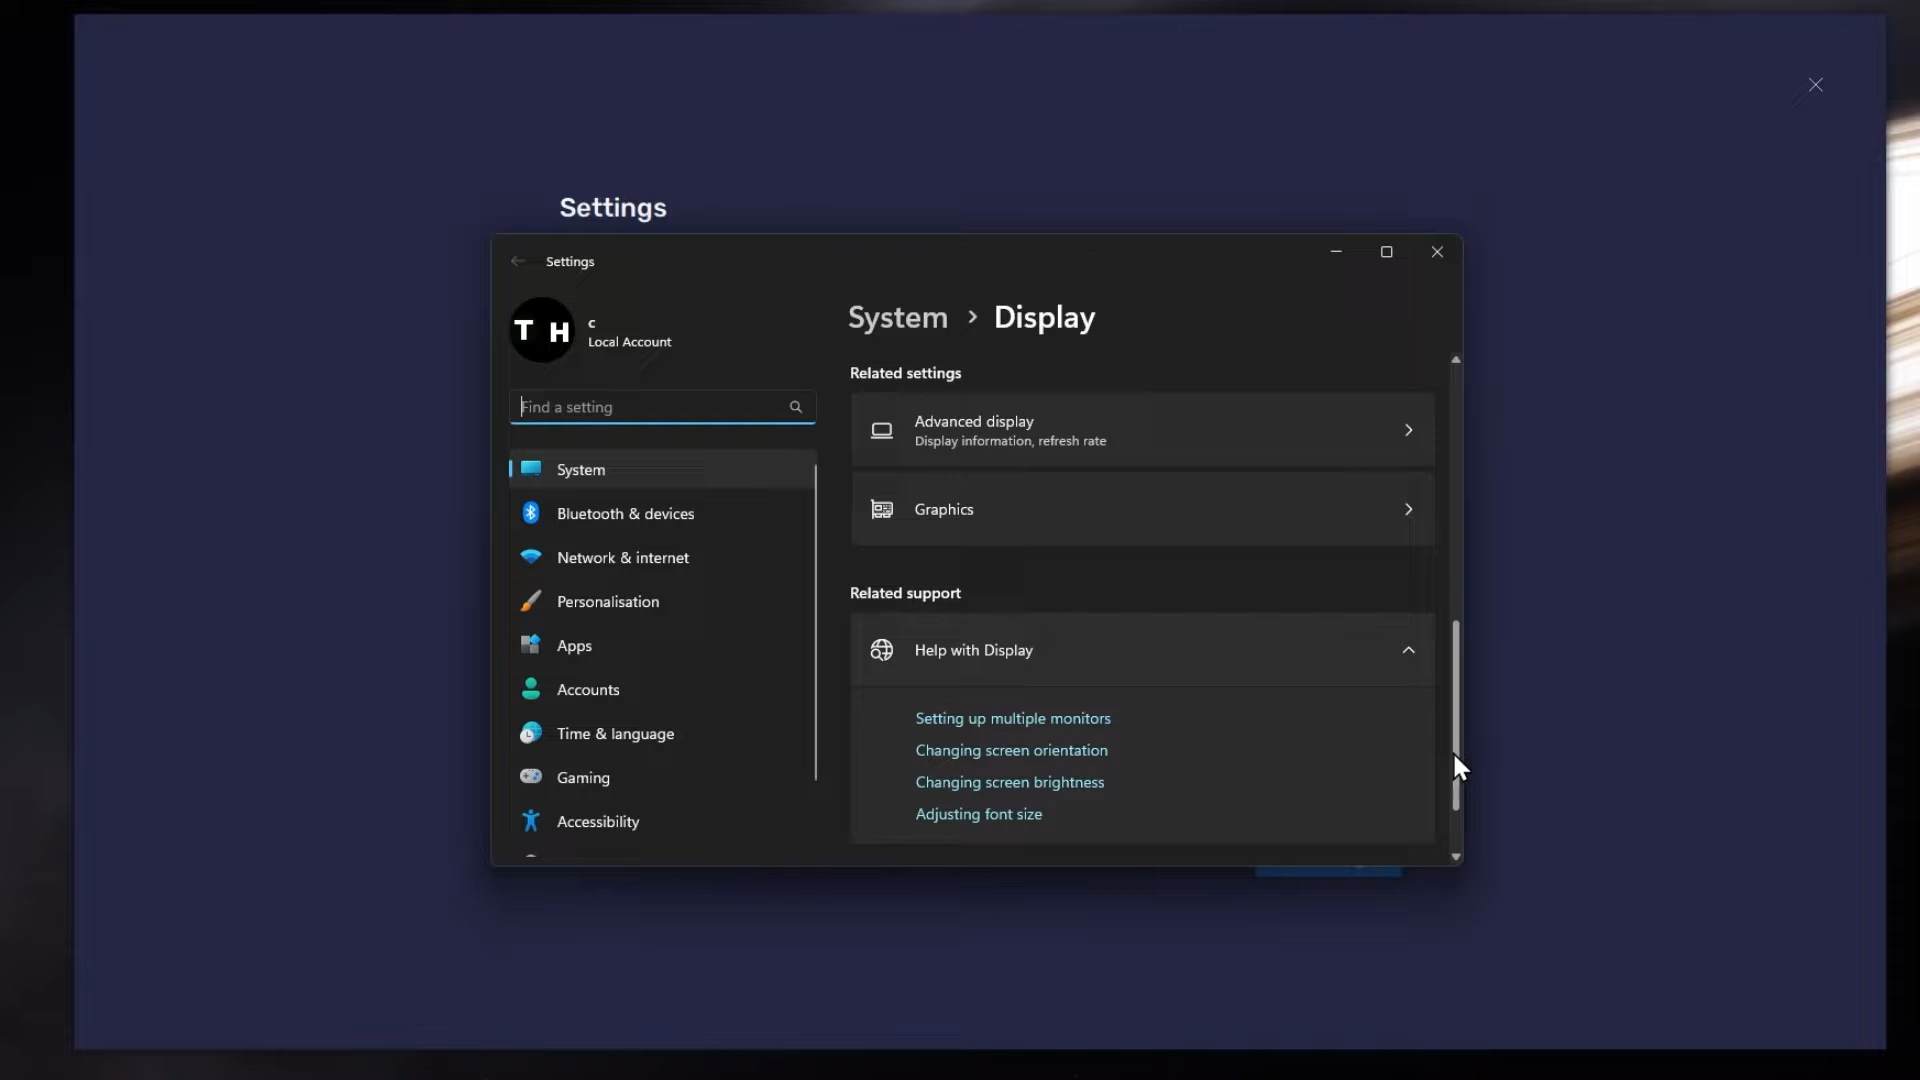 Settings
Settings
T H
c
Local Account
Find a setting
System
Bluetooth & devices
Network & internet
Personalisation
Apps
Accounts
Time & language
Gaming
Accessibility
System › Display
Related settings
Advanced display
Display information, refresh rate
Graphics
Related support
Help with Display
Setting up multiple monitors
Changing screen orientation
Changing screen brightness
Adjusting font size